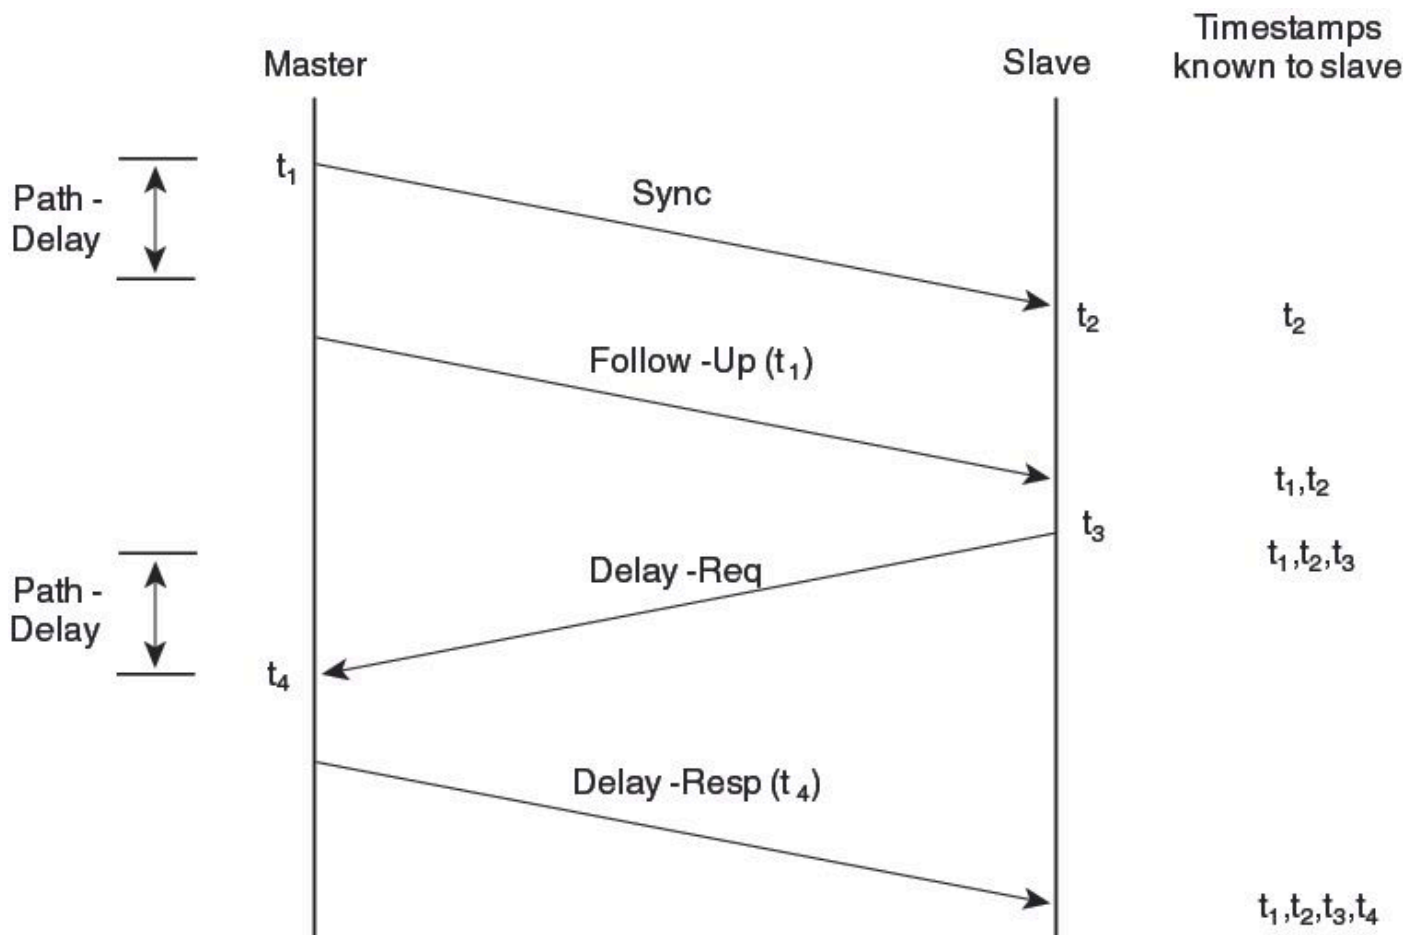 Timestamps
known to slave
Master
Slave
t₁
Path -
Delay
Sync
t₂
t₂
Follow -Up (t₁)
t₁,t₂
t₃
t₁,t₂,t₃
Delay -Req
Path -
Delay
t₄
Delay -Resp (t₄)
t₁,t₂,t₃,t₄